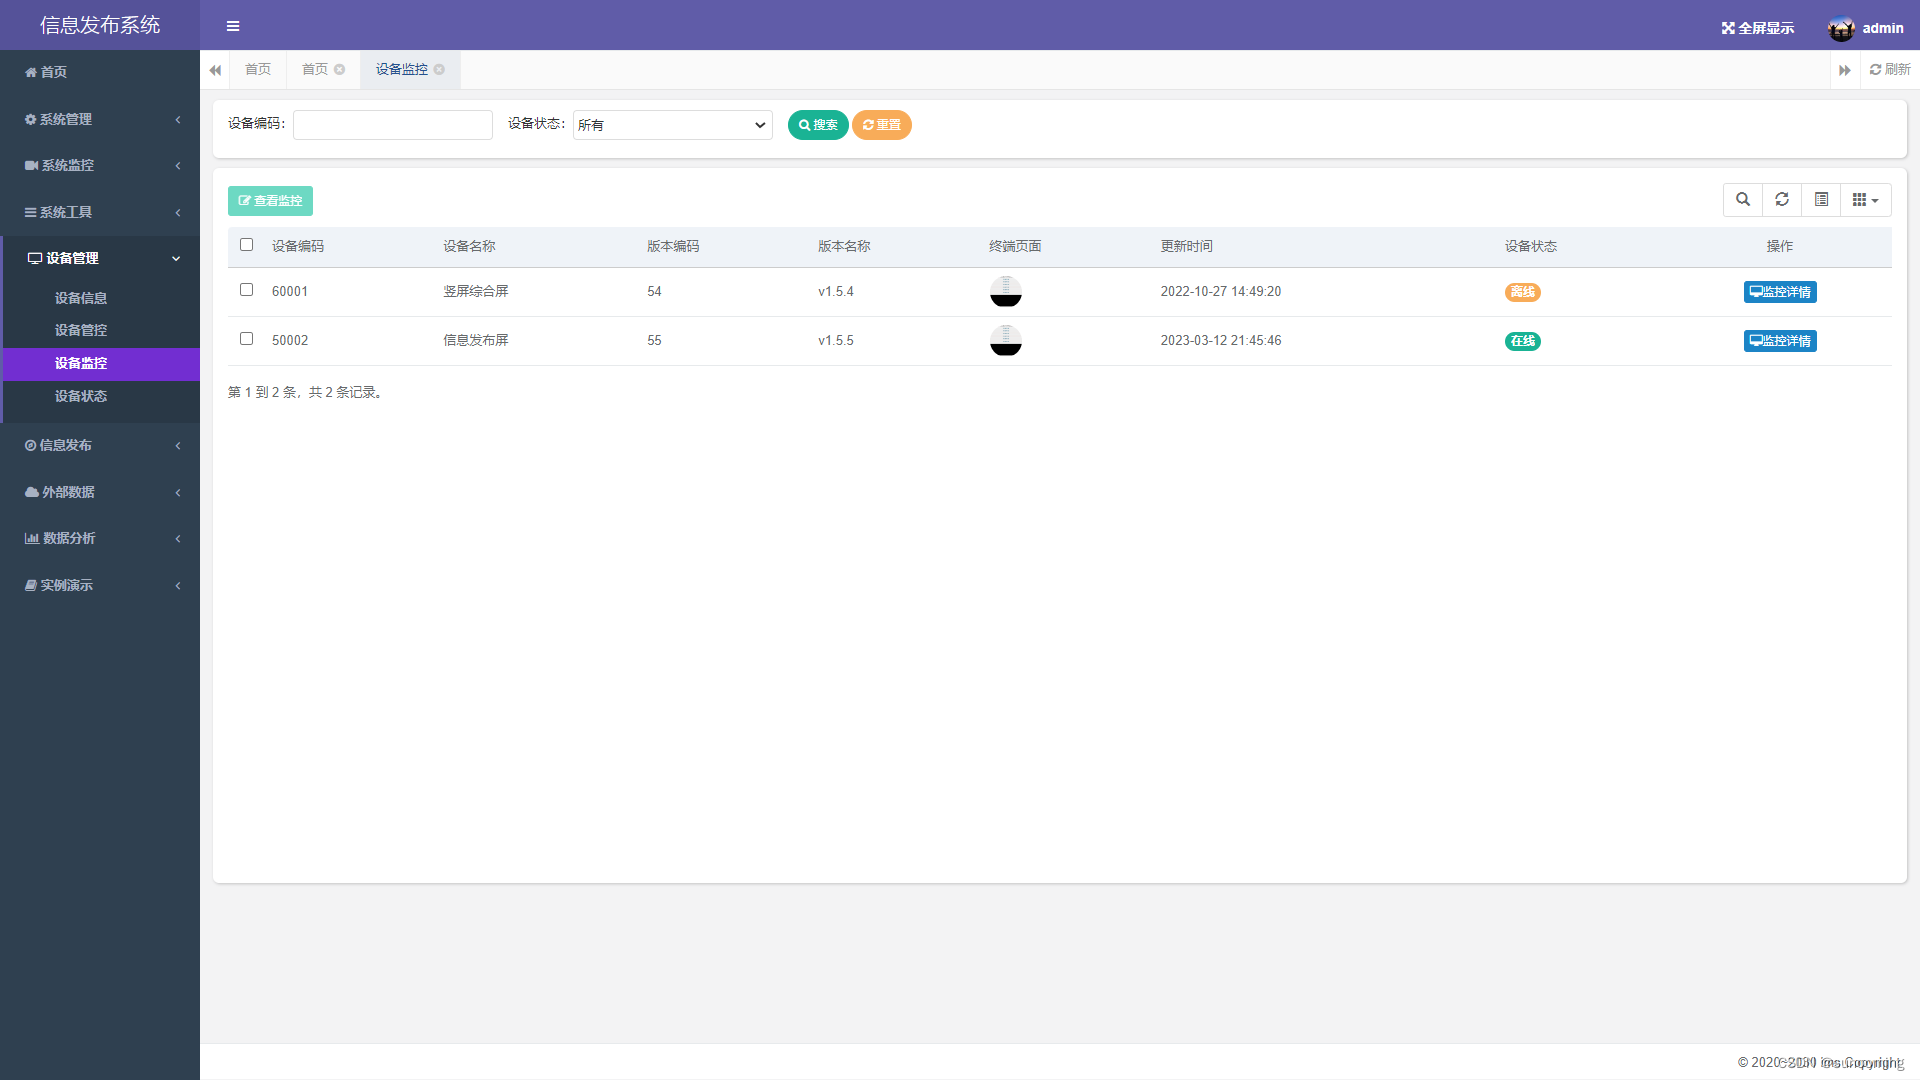 信息发布系统
全屏显示 admin
首页 首页 设备监控 刷新
首页
系统管理
系统监控
系统工具
设备管理
设备信息
设备管控
设备监控
设备状态
信息发布
外部数据
数据分析
实例演示
设备编码： 设备状态： 所有 搜索 重置
查看监控
设备编码 设备名称 版本编码 版本名称 终端页面 更新时间 设备状态 操作
60001 竖屏综合屏 54 v1.5.4 2022-10-27 14:49:20 离线 监控详情
50002 信息发布屏 55 v1.5.5 2023-03-12 21:45:46 在线 监控详情
第 1 到 2 条，共 2 条记录。
© 2020-2030 Copyright